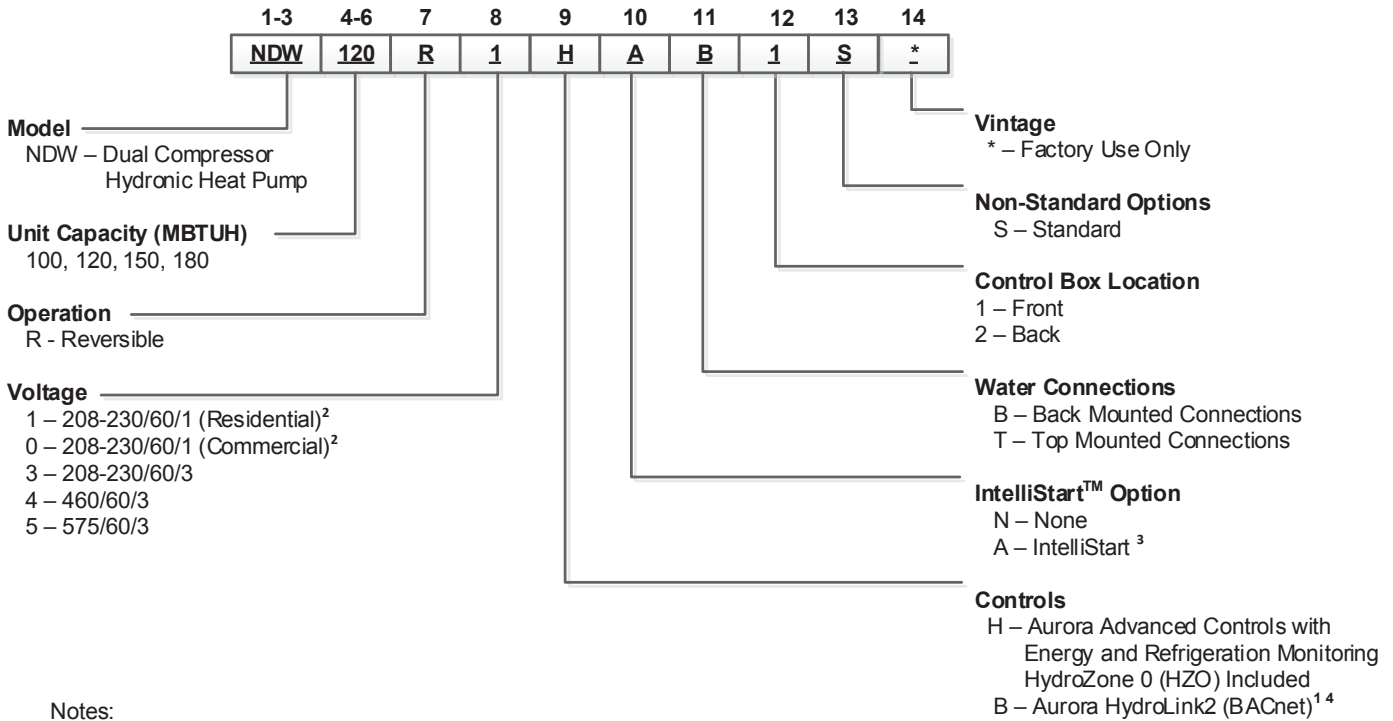 1-3 4-6 7 8 9 10 11 12 13 14
NDW 120 R 1 H A B 1 S *
Model
NDW – Dual Compressor
Hydronic Heat Pump
Unit Capacity (MBTUH)
100, 120, 150, 180
Operation
R - Reversible
Voltage
1 – 208-230/60/1 (Residential)²
0 – 208-230/60/1 (Commercial)²
3 – 208-230/60/3
4 – 460/60/3
5 – 575/60/3
Vintage
* – Factory Use Only
Non-Standard Options
S – Standard
Control Box Location
1 – Front
2 – Back
Water Connections
B – Back Mounted Connections
T – Top Mounted Connections
IntelliStart™ Option
N – None
A – IntelliStart ³
Controls
H – Aurora Advanced Controls with
Energy and Refrigeration Monitoring
HydroZone 0 (HZO) Included
B – Aurora HydroLink2 (BACnet)¹ ⁴
Notes: